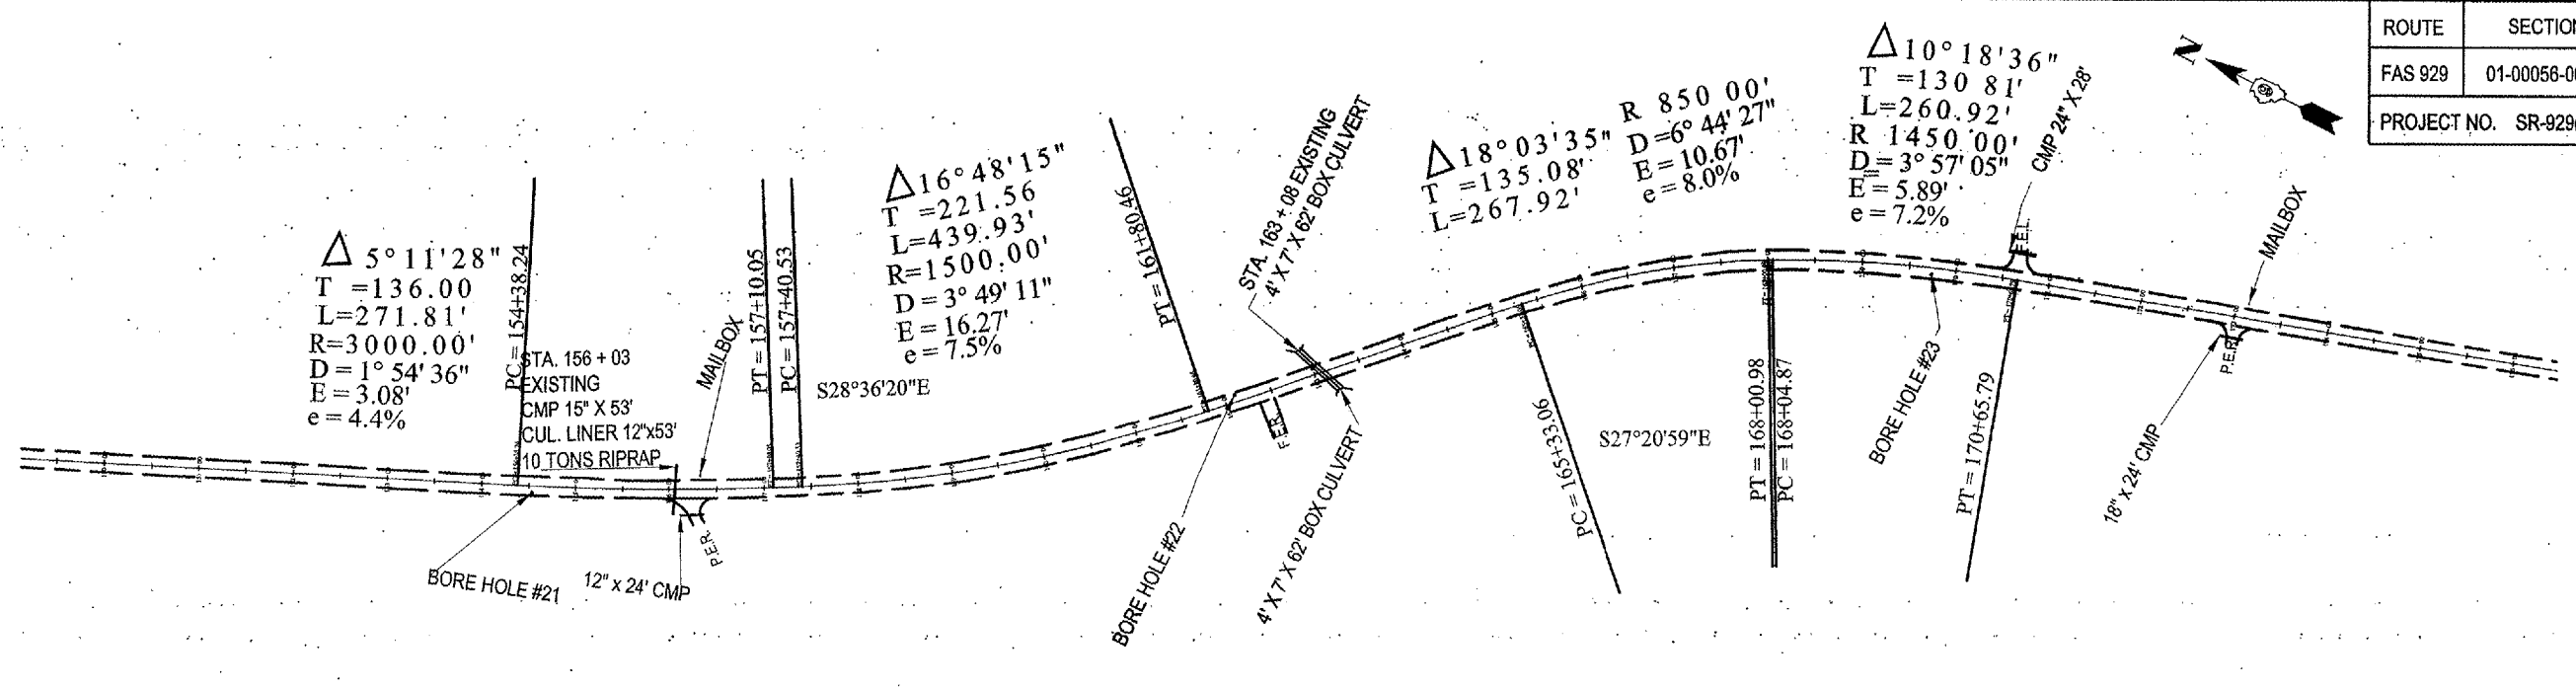 ROUTE
SECTION
FAS 929
01-00056-0
PROJECT NO. SR-929
N
△ 5°11'28"
T =136.00
L=271.81'
R=3000.00'
D = 1° 54' 36"
E = 3.08'
e = 4.4%
PC = 154+38.24
STA. 156 + 03
EXISTING
CMP 15" X 53'
CUL. LINER 12"x53'
10 TONS RIPRAP
MAILBOX
PT = 157+10.05
PC = 157+40.53
BORE HOLE #21
12" x 24' CMP
P.E.R.
△16°48'15"
T =221.56
L=439.93'
R=1500.00'
D = 3° 49' 11"
E = 16.27'
e = 7.5%
S28°36'20"E
PT = 161+80.46
STA. 163 + 08 EXISTING
4' X 7' X 62' BOX CULVERT
BORE HOLE #22
F.E.R.
4' X 7' X 62' BOX CULVERT
△18°03'35"
T =135.08'
L=267.92'
R 850 00'
D =6° 44' 27"
E = 10.67'
e = 8.0%
PC = 165+33.06
S27°20'59"E
PT = 168+00.98
PC = 168+04.87
△10°18'36"
T =130 81'
L=260.92'
R 1450 00'
D = 3° 57' 05"
E = 5.89'
e = 7.2%
CMP 24" X 28'
F.E.L.
BORE HOLE #23
PT = 170+65.79
MAILBOX
18" x 24' CMP
P.E.R.